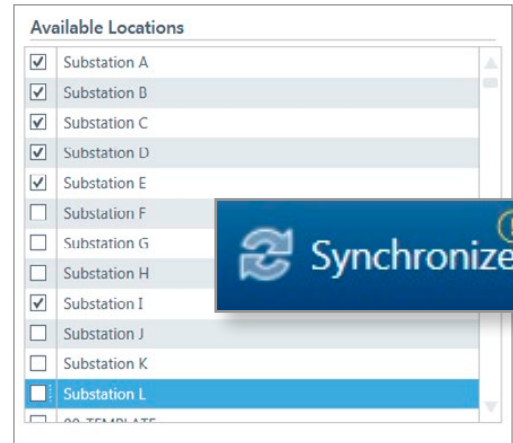 Available Locations
Substation A
Substation B
Substation C
Substation D
Substation E
Substation F
Substation G
Substation H
Substation I
Substation J
Substation K
Substation L
Synchronize